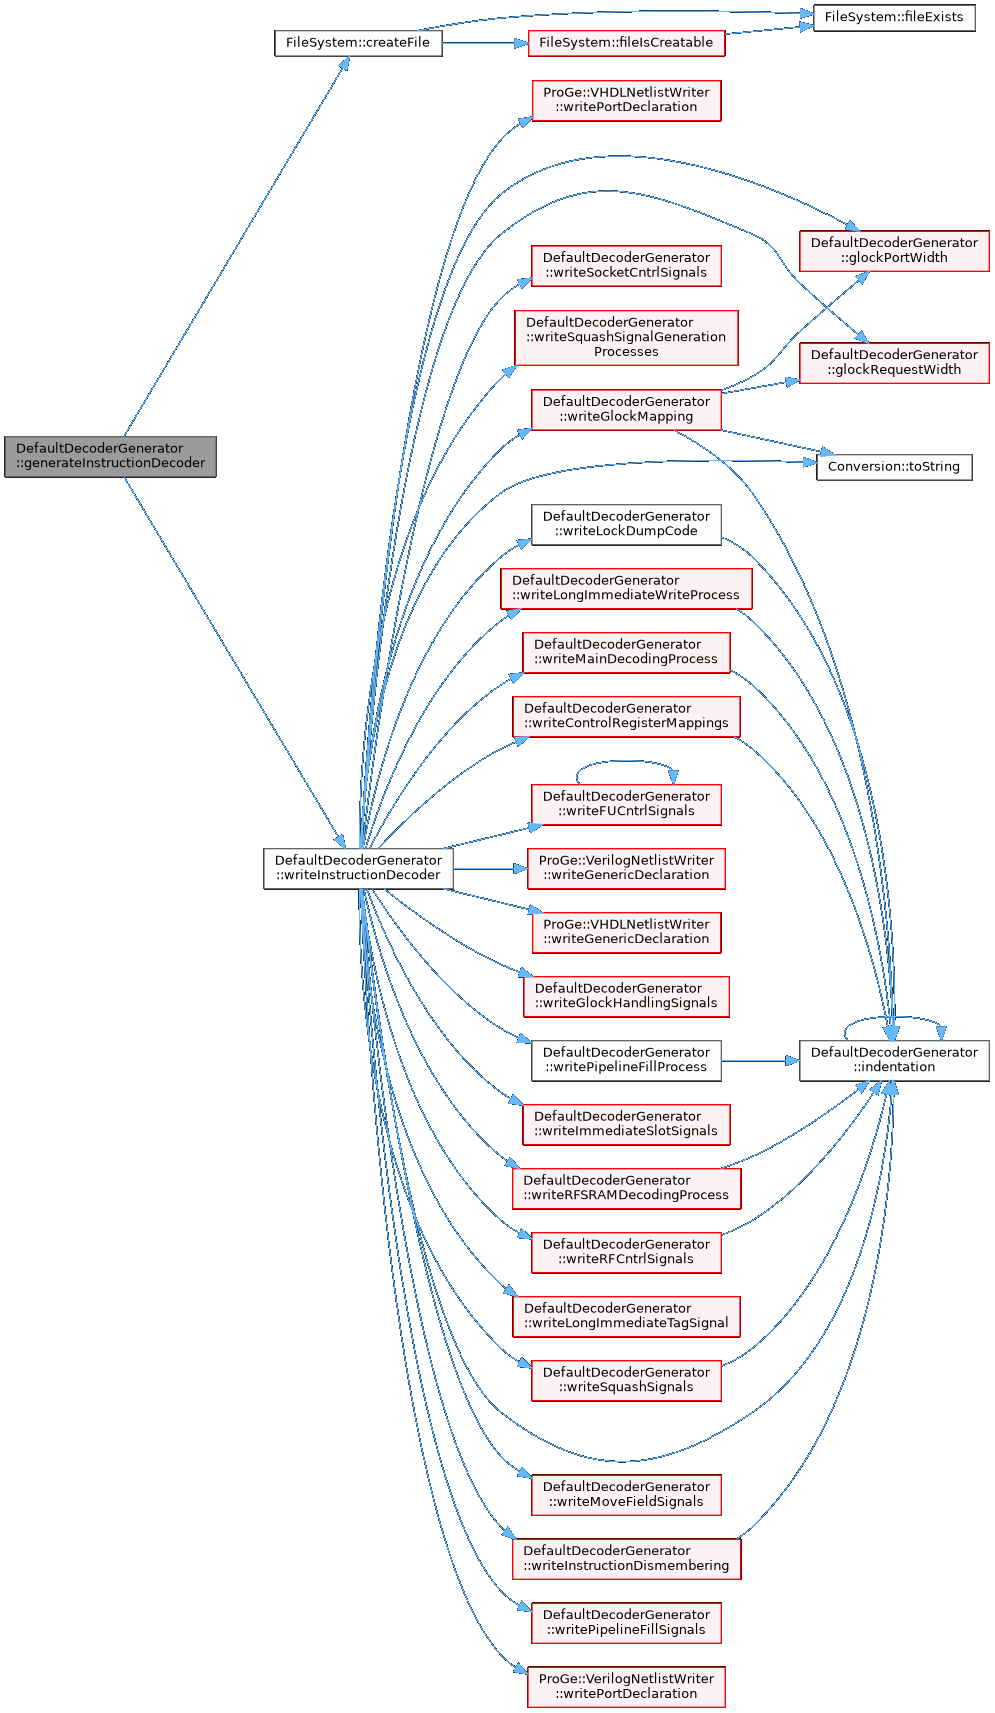 FileSystem::fileExists
FileSystem::createFile
FileSystem::fileIsCreatable
ProGe::VHDLNetlistWriter
::writePortDeclaration
DefaultDecoderGenerator
::glockPortWidth
DefaultDecoderGenerator
::writeSocketCntrlSignals
DefaultDecoderGenerator
::writeSquashSignalGeneration
Processes
DefaultDecoderGenerator
::glockRequestWidth
DefaultDecoderGenerator
::writeGlockMapping
DefaultDecoderGenerator
::generateInstructionDecoder
Conversion::toString
DefaultDecoderGenerator
::writeLockDumpCode
DefaultDecoderGenerator
::writeLongImmediateWriteProcess
DefaultDecoderGenerator
::writeMainDecodingProcess
DefaultDecoderGenerator
::writeControlRegisterMappings
DefaultDecoderGenerator
::writeFUCntrlSignals
DefaultDecoderGenerator
::writeInstructionDecoder
ProGe::VerilogNetlistWriter
::writeGenericDeclaration
ProGe::VHDLNetlistWriter
::writeGenericDeclaration
DefaultDecoderGenerator
::writeGlockHandlingSignals
DefaultDecoderGenerator
::writePipelineFillProcess
DefaultDecoderGenerator
::indentation
DefaultDecoderGenerator
::writeImmediateSlotSignals
DefaultDecoderGenerator
::writeRFSRAMDecodingProcess
DefaultDecoderGenerator
::writeRFCntrlSignals
DefaultDecoderGenerator
::writeLongImmediateTagSignal
DefaultDecoderGenerator
::writeSquashSignals
DefaultDecoderGenerator
::writeMoveFieldSignals
DefaultDecoderGenerator
::writeInstructionDismembering
DefaultDecoderGenerator
::writePipelineFillSignals
ProGe::VerilogNetlistWriter
::writePortDeclaration